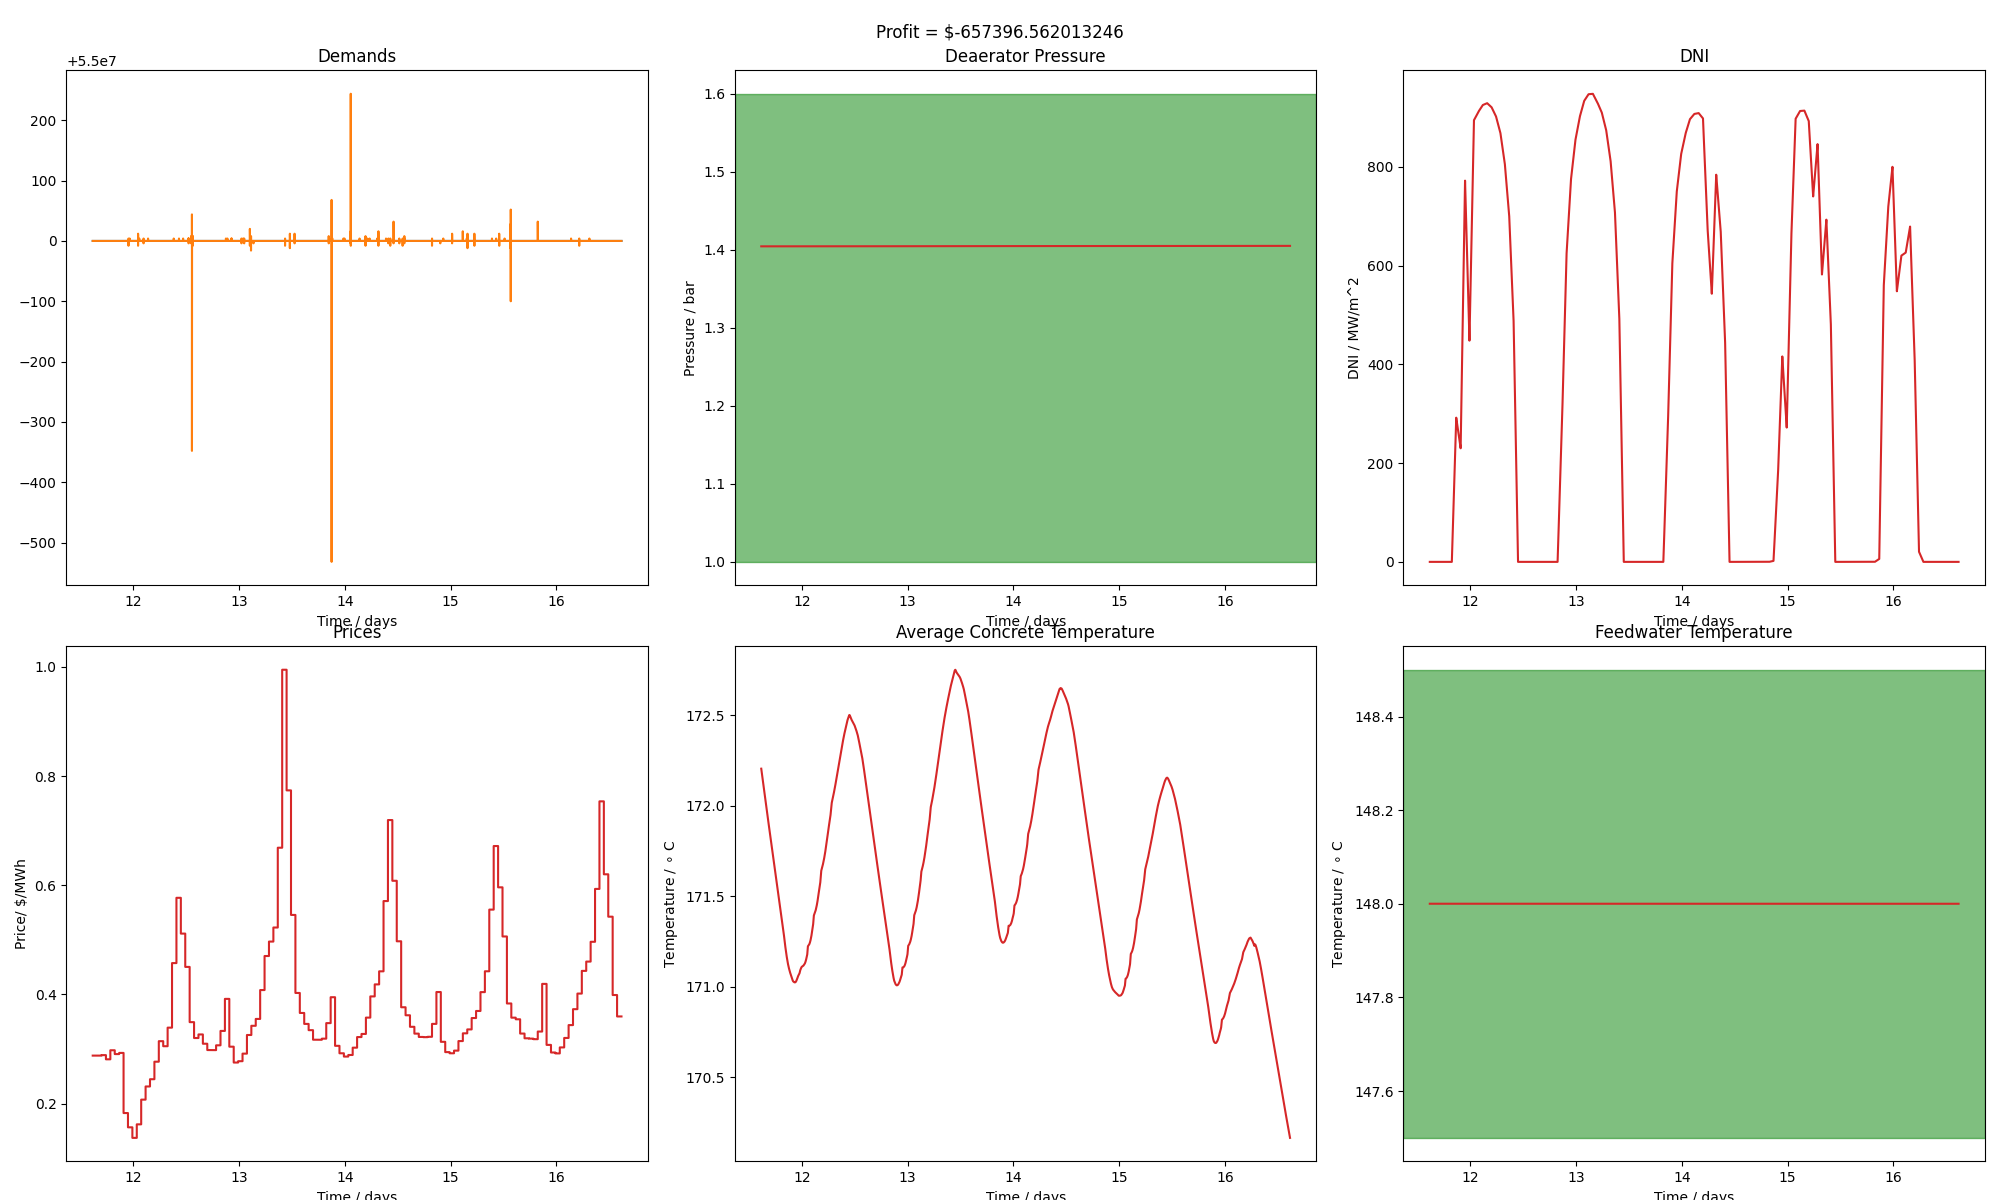 Profit = $-657396.562013246
Demands
Deaerator Pressure
DNI
+5.5e7
200
100
0
−100
−200
−300
−400
−500
12 13 14 15 16
Time / days
Pressure / bar
1.6
1.5
1.4
1.3
1.2
1.1
1.0
12 13 14 15 16
Time / days
DNI / MW/m^2
800
600
400
200
0
12 13 14 15 16
Time / days
Prices
Average Concrete Temperature
Feedwater Temperature
Price/ $/MWh
1.0
0.8
0.6
0.4
0.2
12 13 14 15 16
Time / days
Temperature / ∘ C
172.5
172.0
171.5
171.0
170.5
12 13 14 15 16
Time / days
Temperature / ∘ C
148.4
148.2
148.0
147.8
147.6
12 13 14 15 16
Time / days